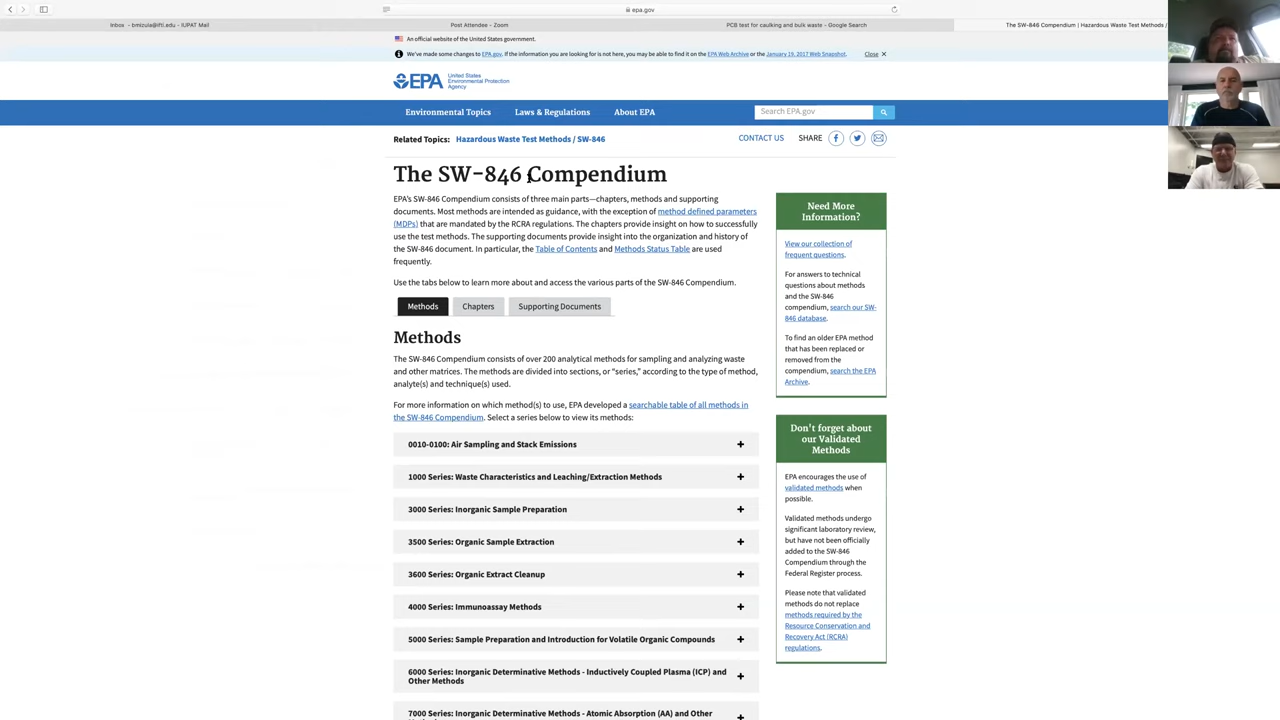 epa.gov
Inbox - bmizula@ifti.edu - IUPAT Mail
Post Attendee - Zoom
PCB test for caulking and bulk waste - Google Search
The SW-846 Compendium | Hazardous Waste Test Methods /
An official website of the United States government.
We've made some changes to EPA.gov. If the information you are looking for is not here, you may be able to find it on the EPA Web Archive or the January 19, 2017 Web Snapshot.
Close ✕
EPA
United States
Environmental Protection
Agency
Environmental Topics
Laws & Regulations
About EPA
Search EPA.gov
Related Topics: Hazardous Waste Test Methods / SW-846
CONTACT US
SHARE
The SW-846 Compendium
EPA's SW-846 Compendium consists of three main parts—chapters, methods and supporting
documents. Most methods are intended as guidance, with the exception of method defined parameters
(MDPs) that are mandated by the RCRA regulations. The chapters provide insight on how to successfully
use the test methods. The supporting documents provide insight into the organization and history of
the SW-846 document. In particular, the Table of Contents and Methods Status Table are used
frequently.
Use the tabs below to learn more about and access the various parts of the SW-846 Compendium.
Methods
Chapters
Supporting Documents
Methods
The SW-846 Compendium consists of over 200 analytical methods for sampling and analyzing waste
and other matrices. The methods are divided into sections, or "series," according to the type of method,
analyte(s) and technique(s) used.
For more information on which method(s) to use, EPA developed a searchable table of all methods in
the SW-846 Compendium. Select a series below to view its methods:
0010-0100: Air Sampling and Stack Emissions +
1000 Series: Waste Characteristics and Leaching/Extraction Methods +
3000 Series: Inorganic Sample Preparation +
3500 Series: Organic Sample Extraction +
3600 Series: Organic Extract Cleanup +
4000 Series: Immunoassay Methods +
5000 Series: Sample Preparation and Introduction for Volatile Organic Compounds +
6000 Series: Inorganic Determinative Methods - Inductively Coupled Plasma (ICP) and
Other Methods +
7000 Series: Inorganic Determinative Methods - Atomic Absorption (AA) and Other
Need More
Information?
View our collection of
frequent questions.
For answers to technical
questions about methods
and the SW-846
compendium, search our SW-
846 database.
To find an older EPA method
that has been replaced or
removed from the
compendium, search the EPA
Archive.
Don't forget about
our Validated
Methods
EPA encourages the use of
validated methods when
possible.
Validated methods undergo
significant laboratory review,
but have not been officially
added to the SW-846
Compendium through the
Federal Register process.
Please note that validated
methods do not replace
methods required by the
Resource Conservation and
Recovery Act (RCRA)
regulations.